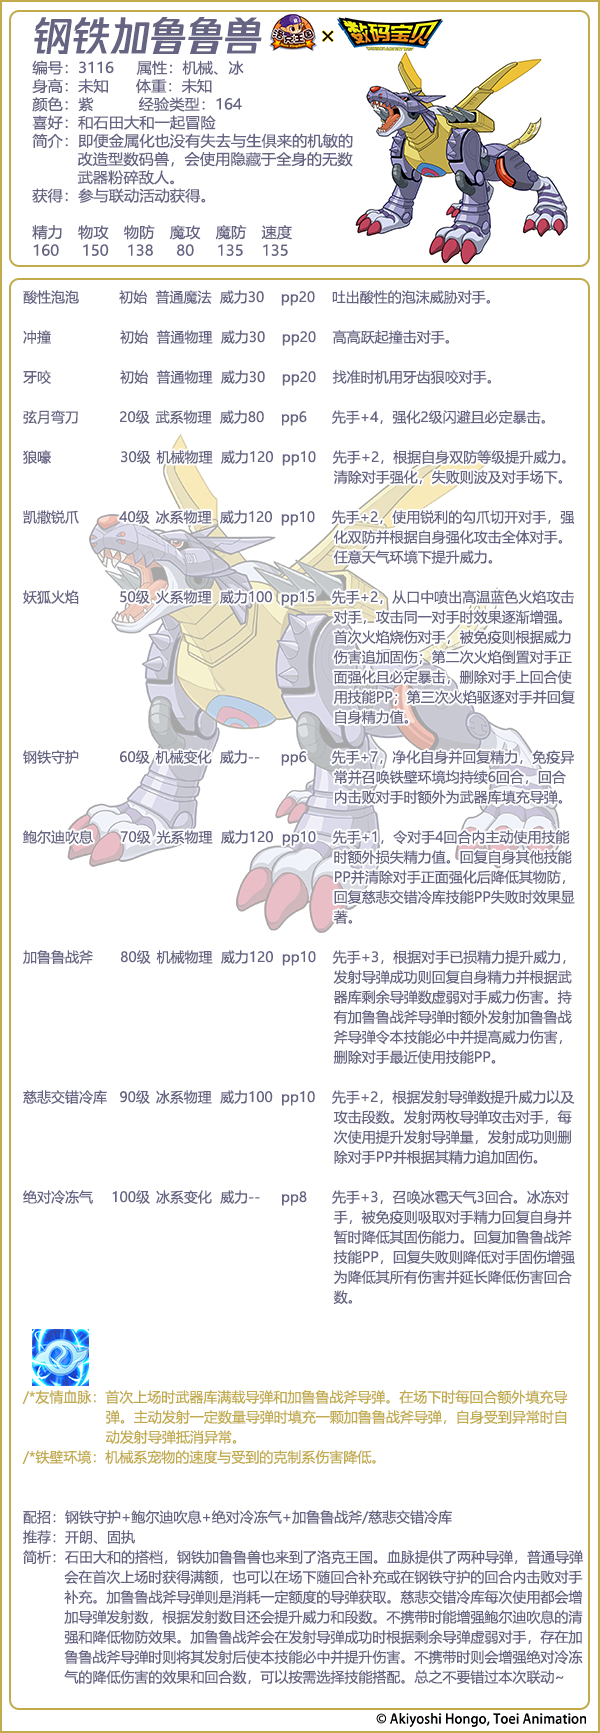 钢铁加鲁鲁兽 洛克王国 × 数码宝贝
编号：3116 属性：机械、冰
身高：未知 体重：未知
颜色：紫 经验类型：164
喜好：和石田大和一起冒险
简介：即便金属化也没有失去与生俱来的机敏的
改造型数码兽，会使用隐藏于全身的无数
武器粉碎敌人。
获得：参与联动活动获得。
精力 物攻 物防 魔攻 魔防 速度
160 150 138 80 135 135
酸性泡泡 初始 普通魔法 威力30 pp20 吐出酸性的泡沫威胁对手。
冲撞 初始 普通物理 威力30 pp20 高高跃起撞击对手。
牙咬 初始 普通物理 威力30 pp20 找准时机用牙齿狠咬对手。
弦月弯刀 20级 武系物理 威力80 pp6 先手+4，强化2级闪避且必定暴击。
狼嚎 30级 机械物理 威力120 pp10 先手+2，根据自身双防等级提升威力。
清除对手强化，失败则波及对手场下。
凯撒锐爪 40级 冰系物理 威力120 pp10 先手+2，使用锐利的勾爪切开对手，强
化双防并根据自身强化攻击全体对手。
任意天气环境下提升威力。
妖狐火焰 50级 火系物理 威力100 pp15 先手+2，从口中喷出高温蓝色火焰攻击
对手，攻击同一对手时效果逐渐增强。
首次火焰烧伤对手，被免疫则根据威力
伤害追加固伤；第二次火焰倒置对手正
面强化且必定暴击，删除对手上回合使
用技能PP；第三次火焰驱逐对手并回复
自身精力值。
钢铁守护 60级 机械变化 威力-- pp6 先手+7，净化自身并回复精力，免疫异
常并召唤铁壁环境均持续6回合，回合
内击败对手时额外为武器库填充导弹。
鲍尔迪吹息 70级 光系物理 威力120 pp10 先手+1，令对手4回合内主动使用技能
时额外损失精力值。回复自身其他技能
PP并清除对手正面强化后降低其物防，
回复慈悲交错冷库技能PP失败时效果显
著。
加鲁鲁战斧 80级 机械物理 威力120 pp10 先手+3，根据对手已损精力提升威力，
发射导弹成功则回复自身精力并根据武
器库剩余导弹数虚弱对手威力伤害。持
有加鲁鲁战斧导弹时额外发射加鲁鲁战
斧导弹令本技能必中并提高威力伤害，
删除对手最近使用技能PP。
慈悲交错冷库 90级 冰系物理 威力100 pp10 先手+2，根据发射导弹数提升威力以及
攻击段数。发射两枚导弹攻击对手，每
次使用提升发射导弹量，发射成功则删
除对手PP并根据其精力追加固伤。
绝对冷冻气 100级 冰系变化 威力-- pp8 先手+3，召唤冰雹天气3回合。冰冻对
手，被免疫则吸取对手精力回复自身并
暂时降低其固伤能力。回复加鲁鲁战斧
技能PP，回复失败则降低对手固伤增强
为降低其所有伤害并延长降低伤害回合
数。
/*友情血脉：首次上场时武器库满载导弹和加鲁鲁战斧导弹。在场下时每回合额外填充导
弹。主动发射一定数量导弹时填充一颗加鲁鲁战斧导弹，自身受到异常时自
动发射导弹抵消异常。
/*铁壁环境：机械系宠物的速度与受到的克制系伤害降低。
配招：钢铁守护+鲍尔迪吹息+绝对冷冻气+加鲁鲁战斧/慈悲交错冷库
推荐：开朗、固执
简析：石田大和的搭档，钢铁加鲁鲁兽也来到了洛克王国。血脉提供了两种导弹，普通导弹
会在首次上场时获得满额，也可以在场下随回合补充或在钢铁守护的回合内击败对手
补充。加鲁鲁战斧导弹则是消耗一定额度的导弹获取。慈悲交错冷库每次使用都会增
加导弹发射数，根据发射数目还会提升威力和段数。不携带时能增强鲍尔迪吹息的清
强和降低物防效果。加鲁鲁战斧会在发射导弹成功时根据剩余导弹虚弱对手，存在加
鲁鲁战斧导弹时则将其发射后使本技能必中并提升伤害。不携带时则会增强绝对冷冻
气的降低伤害的效果和回合数，可以按需选择技能搭配。总之不要错过本次联动~
© Akiyoshi Hongo, Toei Animation